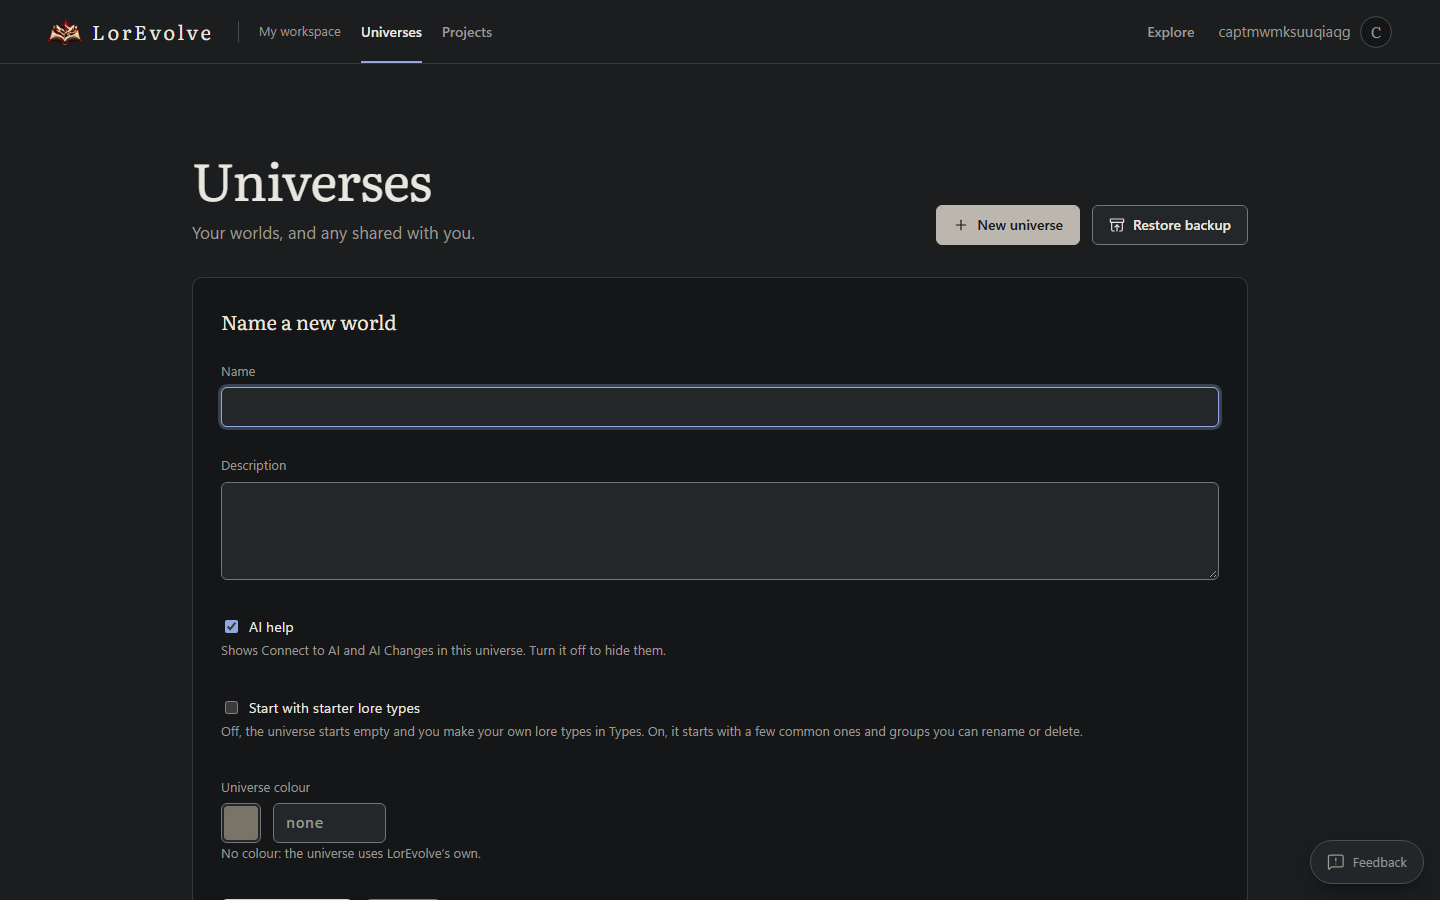 LorEvolve
My workspace
Universes
Projects
Explore
captmwmksuuqiaqg
C
Universes
Your worlds, and any shared with you.
New universe
Restore backup
Name a new world
Name
Description
AI help
Shows Connect to AI and AI Changes in this universe. Turn it off to hide them.
Start with starter lore types
Off, the universe starts empty and you make your own lore types in Types. On, it starts with a few common ones and groups you can rename or delete.
Universe colour
none
No colour: the universe uses LorEvolve's own.
Feedback